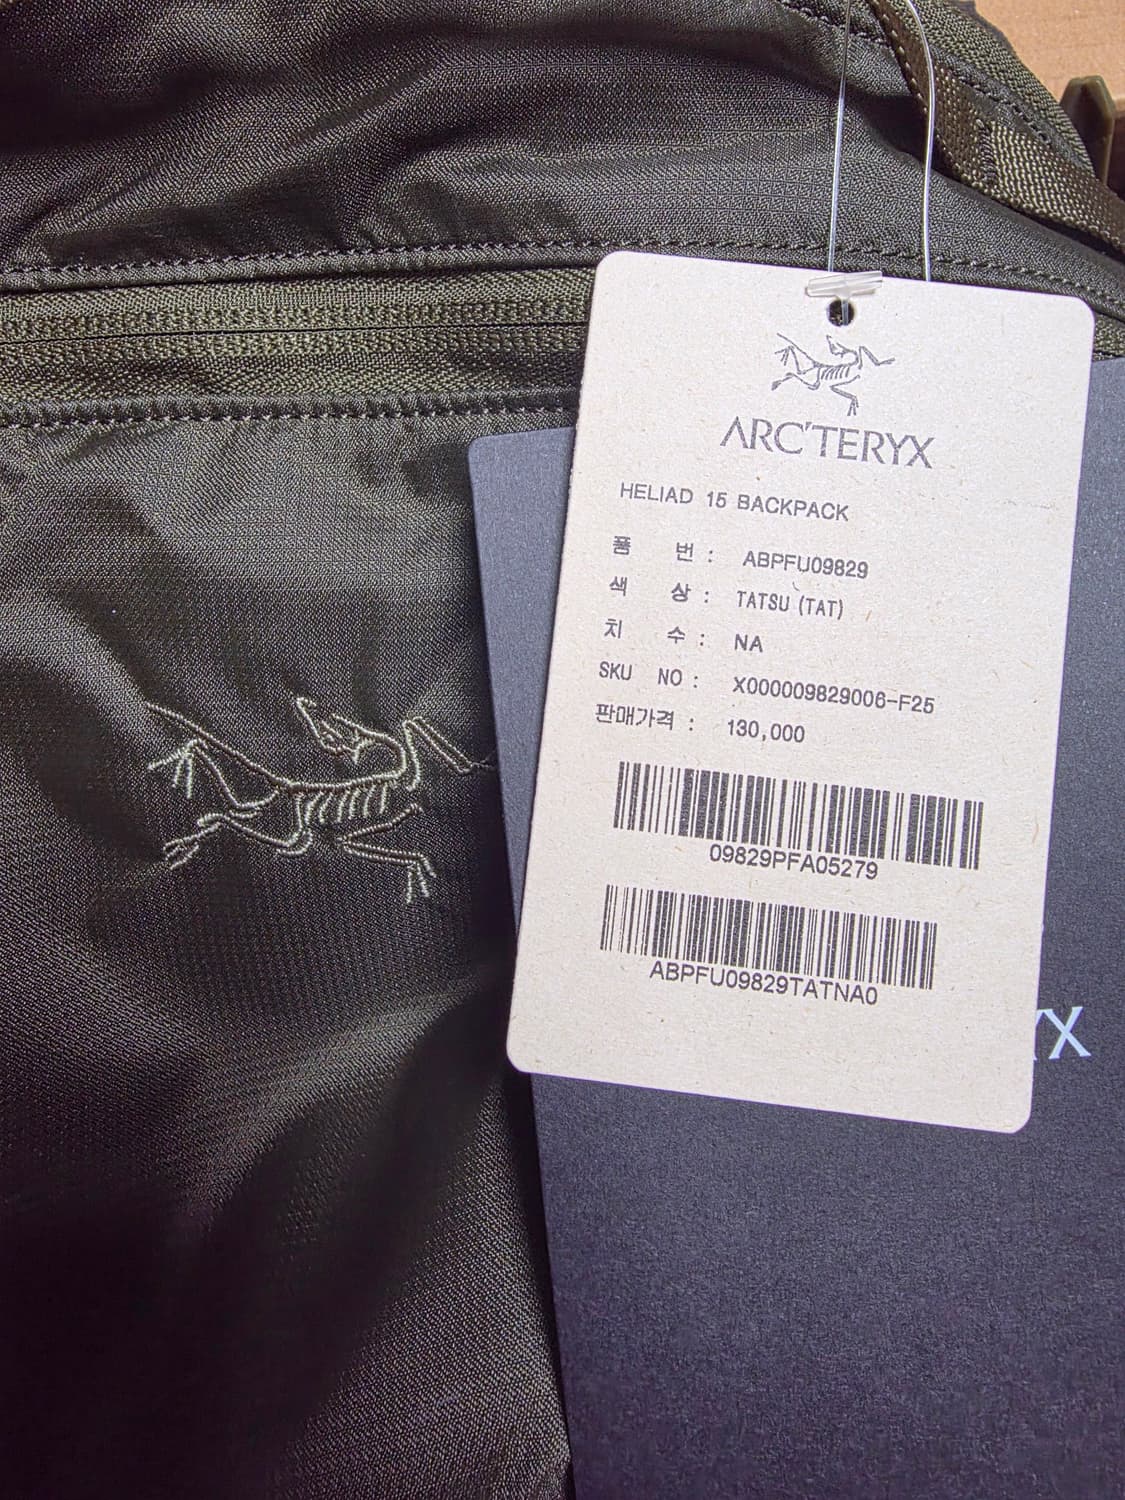 ARC'TERYX
HELIAD 15 BACKPACK
품 번 : ABPFU09829
색 상 : TATSU (TAT)
치 수 : NA
SKU NO : X000009829006-F25
판매가격 : 130,000
09829PFA05279
ABPFU09829TATNA0
YX